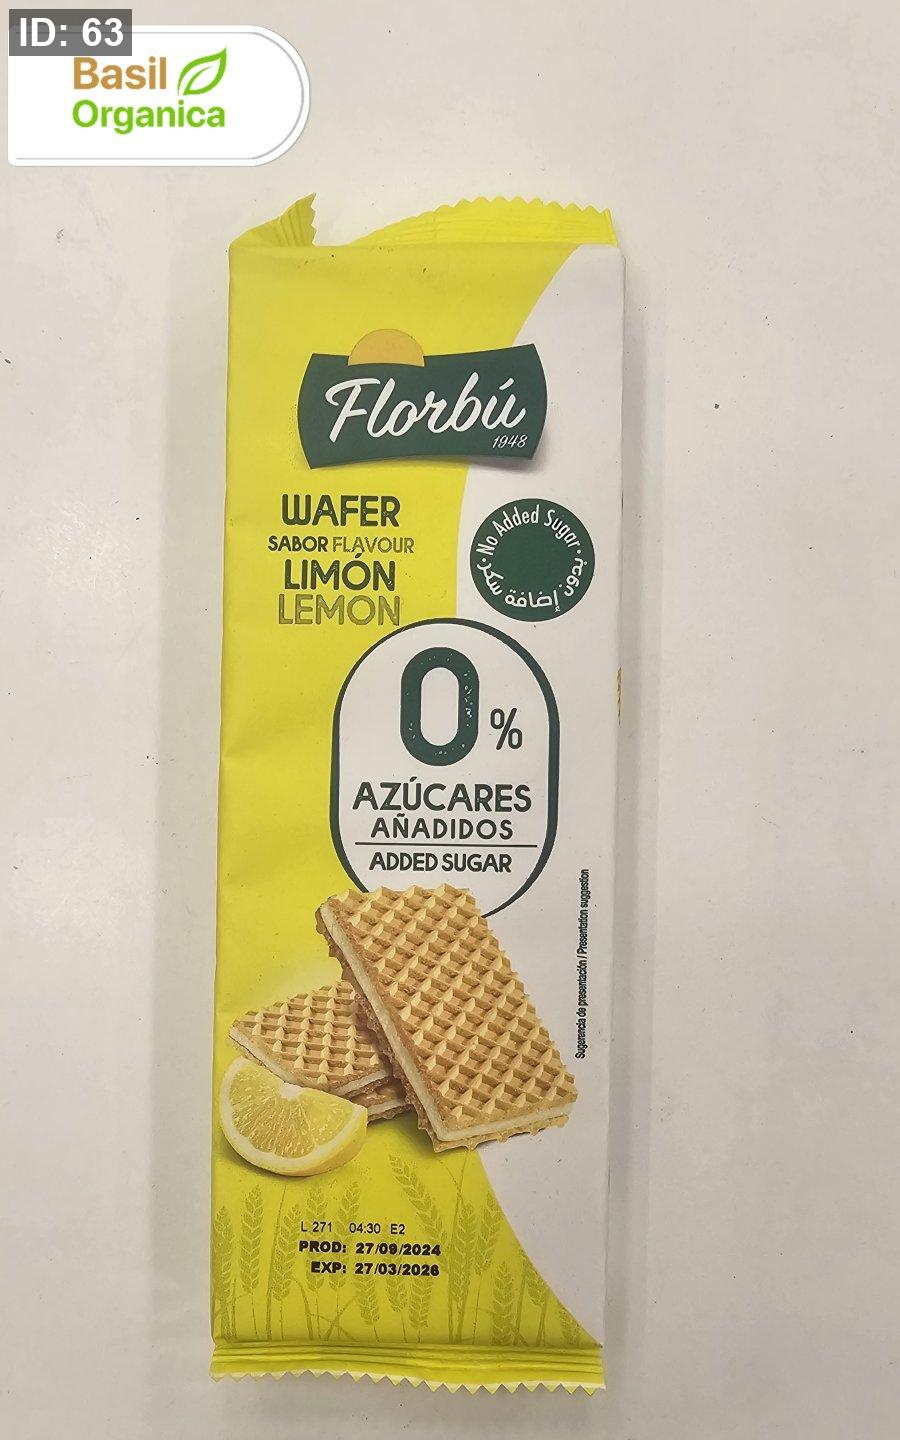 ID: 63
Basil
Organica
Florbú
1948
WAFER
SABOR FLAVOUR
LIMÓN
LEMON
No Added Sugar
بدون إضافة سكر
0%
AZÚCARES
AÑADIDOS
ADDED SUGAR
Sugerencia de presentación / Presentation suggestion
L 271 04:30 E2
PROD: 27/09/2024
EXP: 27/03/2026